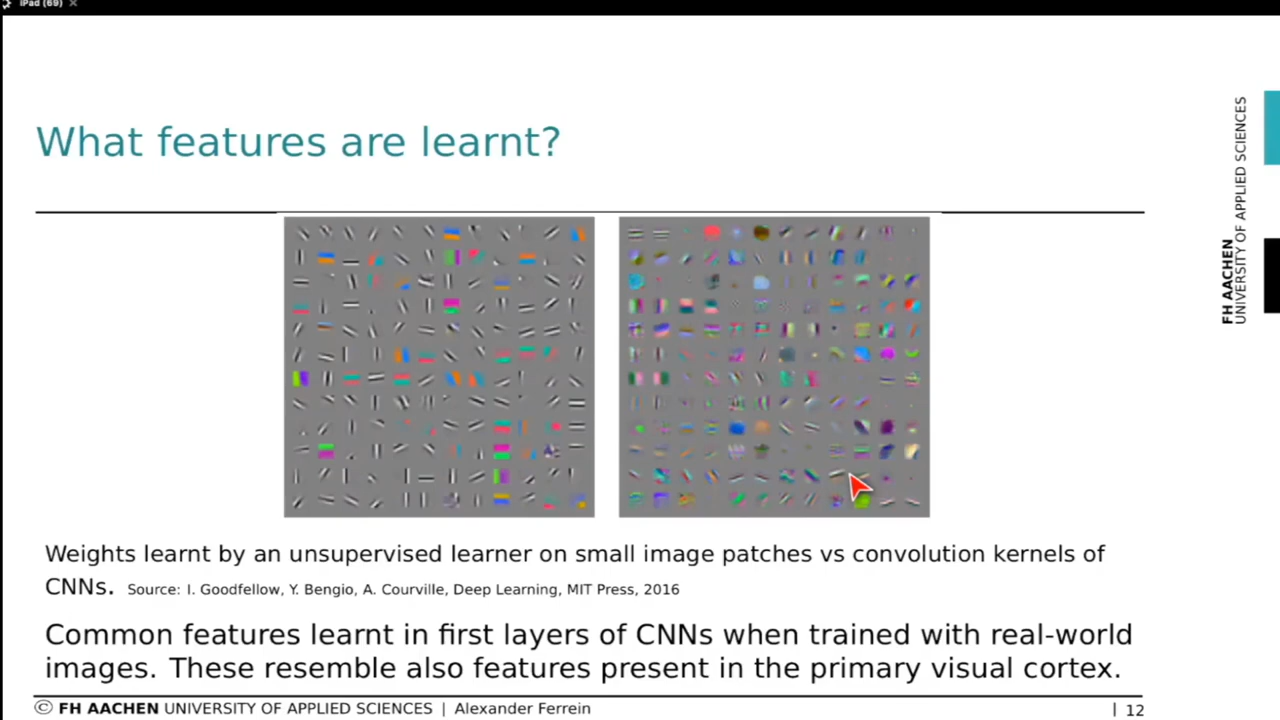 iPad (69)
What features are learnt?
FH AACHEN
UNIVERSITY OF APPLIED SCIENCES
Weights learnt by an unsupervised learner on small image patches vs convolution kernels of
CNNs. Source: I. Goodfellow, Y. Bengio, A. Courville, Deep Learning, MIT Press, 2016
Common features learnt in first layers of CNNs when trained with real-world
images. These resemble also features present in the primary visual cortex.
© FH AACHEN UNIVERSITY OF APPLIED SCIENCES | Alexander Ferrein | 12